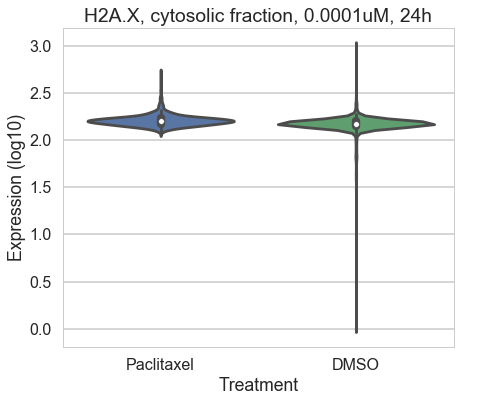 H2A.X, cytosolic fraction, 0.0001uM, 24h
Expression (log10)
3.0
2.5
2.0
1.5
1.0
0.5
0.0
Paclitaxel DMSO
Treatment